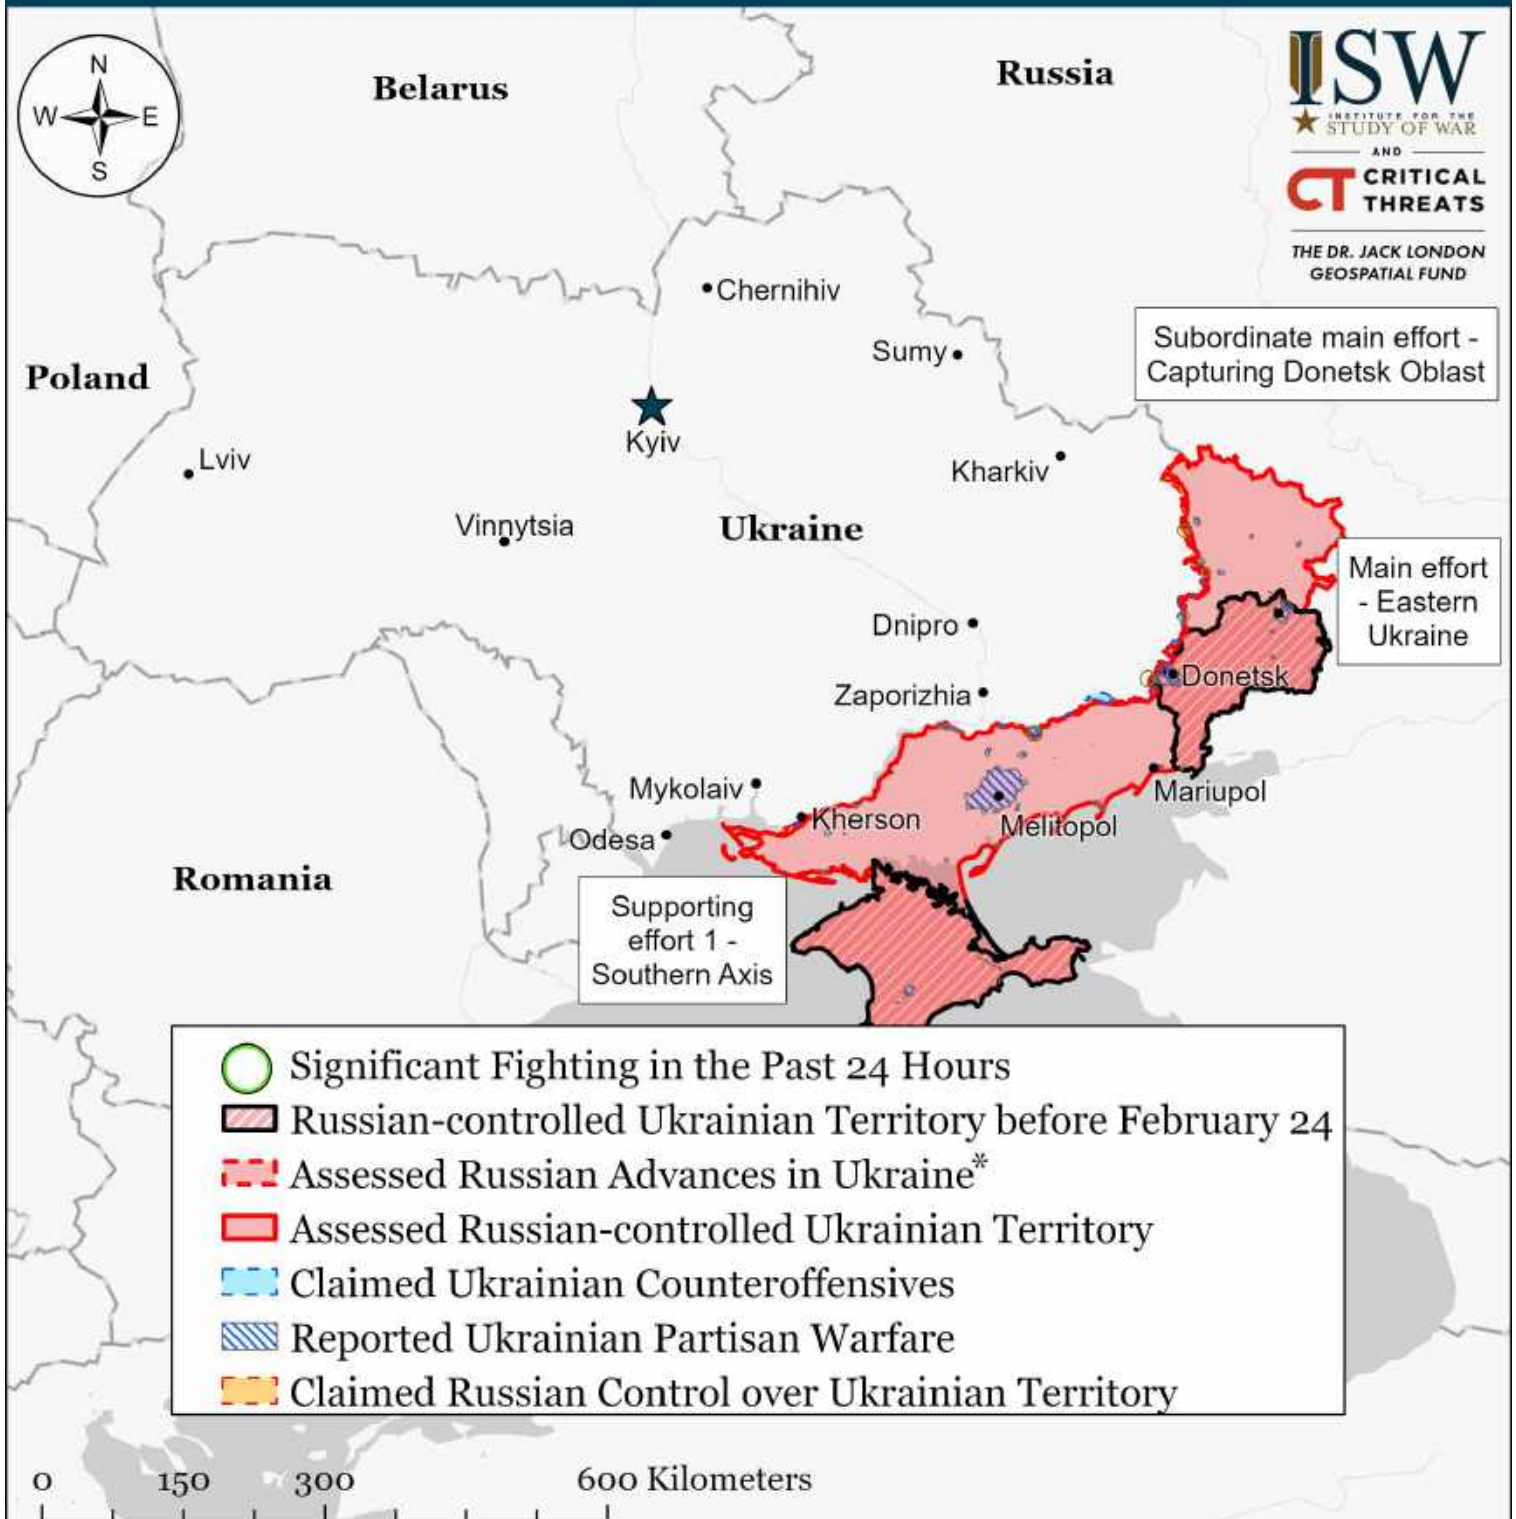 N
W E
S
Belarus
Russia
ISW
INSTITUTE FOR THE
STUDY OF WAR
AND
CT CRITICAL
THREATS
THE DR. JACK LONDON
GEOSPATIAL FUND
Chernihiv
Subordinate main effort -
Capturing Donetsk Oblast
Sumy
Poland
Kyiv
Lviv
Kharkiv
Vinnytsia
Ukraine
Main effort
- Eastern
Ukraine
Dnipro
Donetsk
Zaporizhia
Mykolaiv
Mariupol
Kherson
Melitopol
Odesa
Romania
Supporting
effort 1 -
Southern Axis
Significant Fighting in the Past 24 Hours
Russian-controlled Ukrainian Territory before February 24
Assessed Russian Advances in Ukraine*
Assessed Russian-controlled Ukrainian Territory
Claimed Ukrainian Counteroffensives
Reported Ukrainian Partisan Warfare
Claimed Russian Control over Ukrainian Territory
0 150 300 600 Kilometers